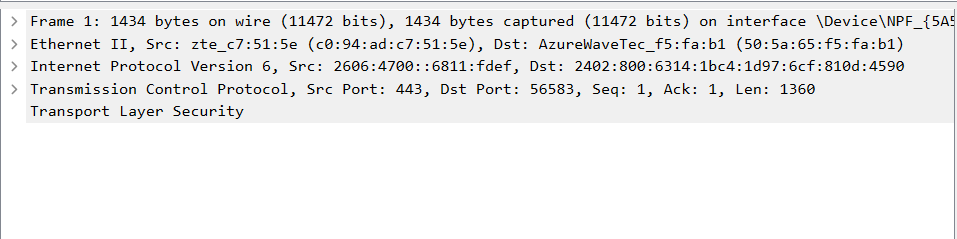 Frame 1: 1434 bytes on wire (11472 bits), 1434 bytes captured (11472 bits) on interface \Device\NPF_{5A5
Ethernet II, Src: zte_c7:51:5e (c0:94:ad:c7:51:5e), Dst: AzureWaveTec_f5:fa:b1 (50:5a:65:f5:fa:b1)
Internet Protocol Version 6, Src: 2606:4700::6811:fdef, Dst: 2402:800:6314:1bc4:1d97:6cf:810d:4590
Transmission Control Protocol, Src Port: 443, Dst Port: 56583, Seq: 1, Ack: 1, Len: 1360
Transport Layer Security